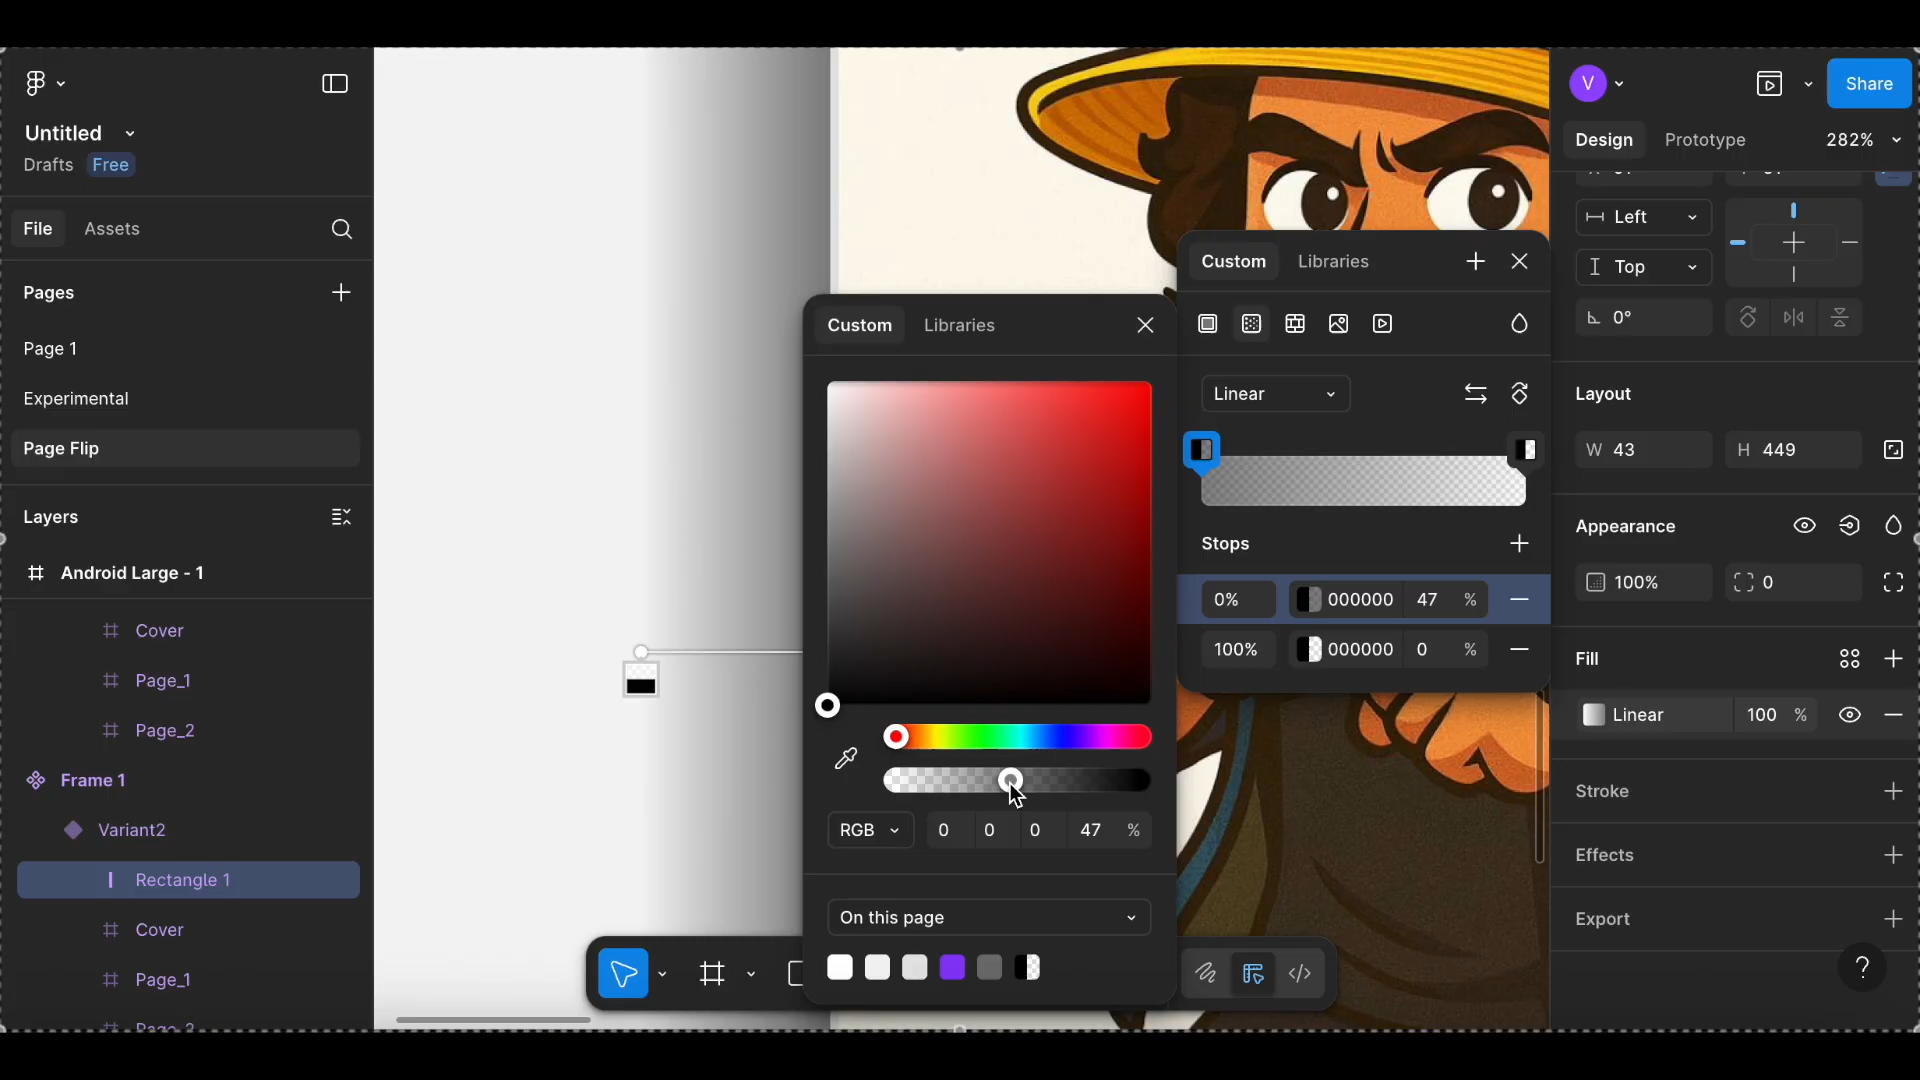 Untitled
Drafts Free
File Assets
Pages
Page 1
Experimental
Page Flip
Layers
Android Large - 1
Cover
Page_1
Page_2
Frame 1
Variant2
Rectangle 1
Cover
Page_1
Custom Libraries
RGB 0 0 0 47 %
On this page
Custom Libraries
Linear
Stops
0% 000000 47 %
100% 000000 0 %
V Share
Design Prototype 282%
Left
Top
0°
Layout
W 43 H 449
Appearance
100% 0
Fill
Linear 100 %
Stroke
Effects
Export
?